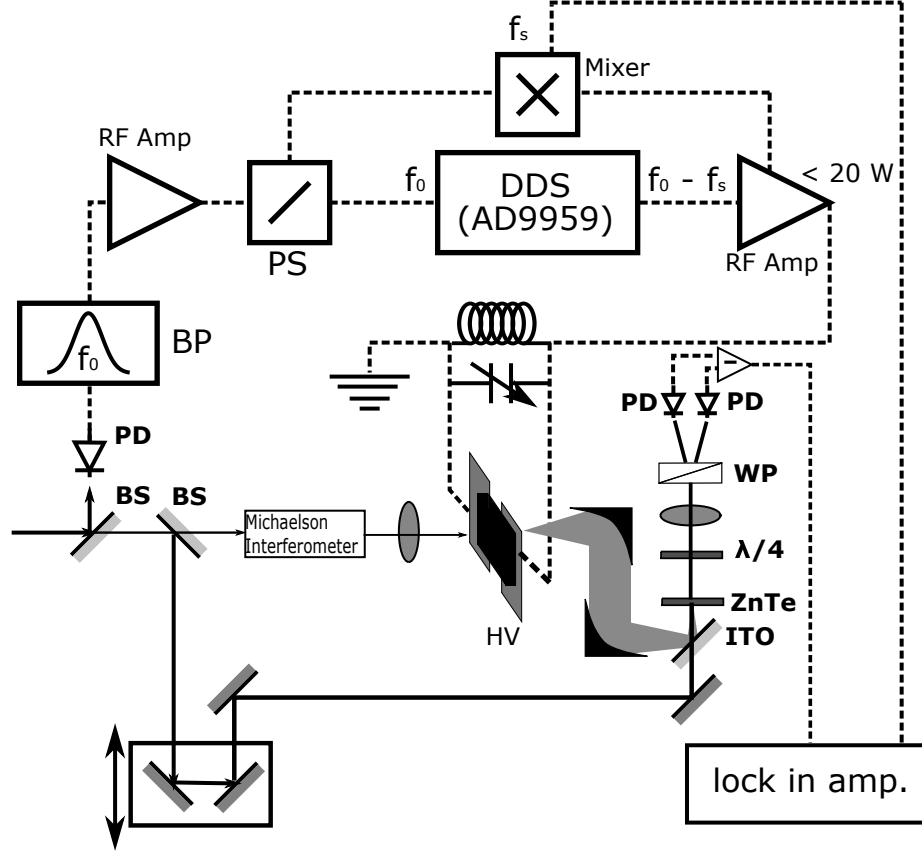 fs
Mixer
RF Amp
PS
f0
DDS
(AD9959)
f0 - fs
< 20 W
RF Amp
f0
BP
PD
BS
BS
Michaelson
Interferometer
HV
PD
PD
WP
λ/4
ZnTe
ITO
lock in amp.